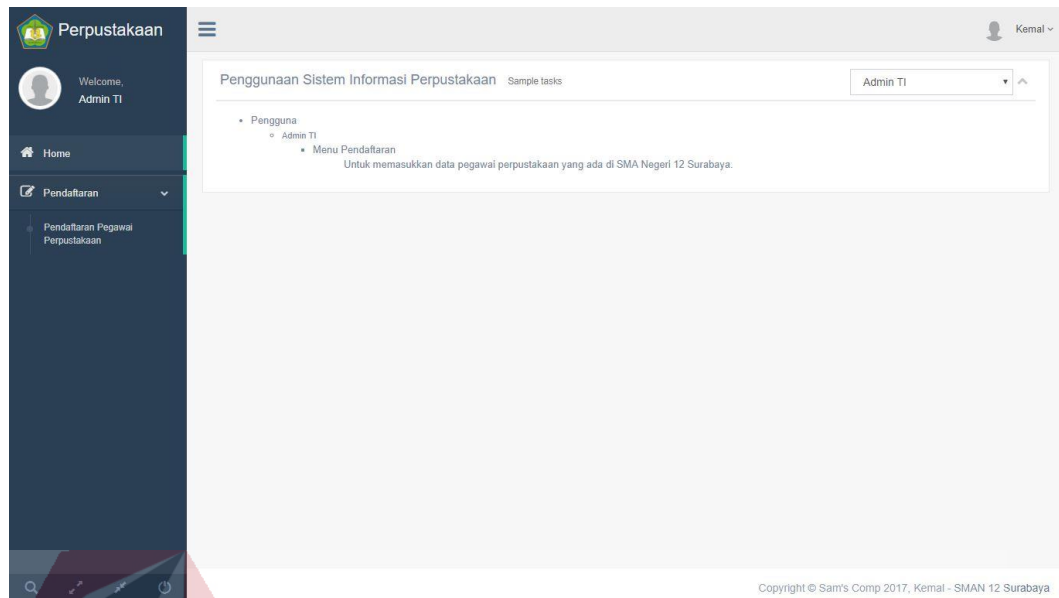 Perpustakaan
Kemal
Welcome,
Admin TI
Home
Pendaftaran
Pendaftaran Pegawai
Perpustakaan
Penggunaan Sistem Informasi Perpustakaan Sample tasks
Admin TI
Pengguna
Admin TI
Menu Pendaftaran
Untuk memasukkan data pegawai perpustakaan yang ada di SMA Negeri 12 Surabaya.
Copyright © Sam's Comp 2017, Kemal - SMAN 12 Surabaya